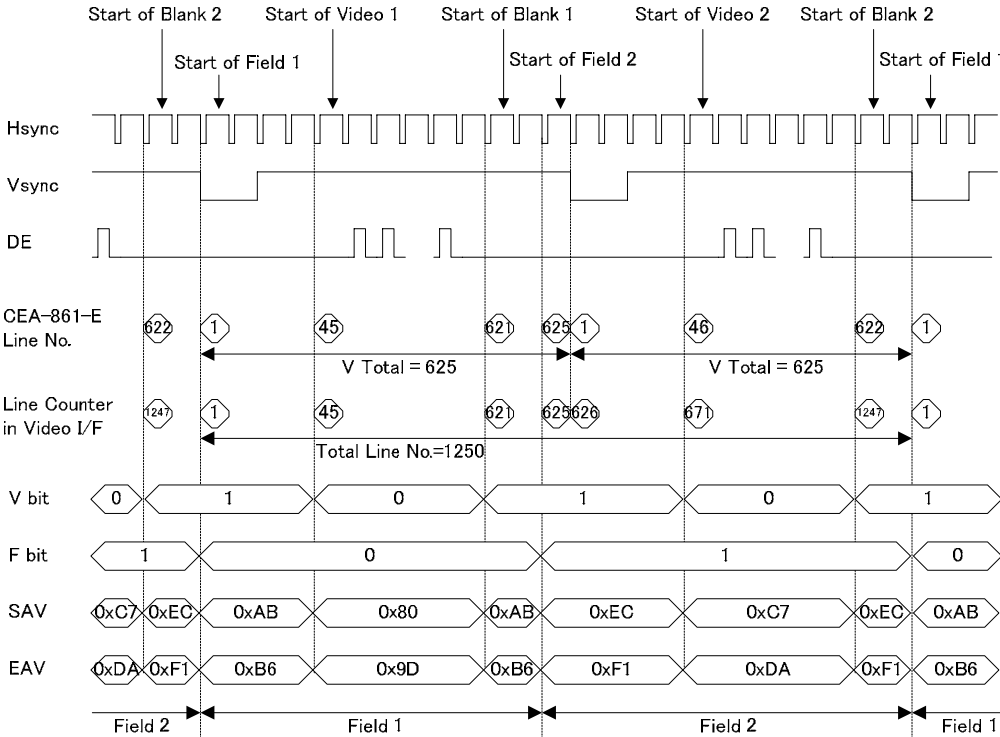 Start of Blank 2 Start of Video 1 Start of Blank 1 Start of Video 2 Start of Blank 2
Start of Field 1 Start of Field 2 Start of Field 1
Hsync
Vsync
DE
CEA-861-E
Line No.
622 1 45 621 625 1 46 622 1
V Total = 625 V Total = 625
Line Counter
in Video I/F
1247 1 45 621 625 626 671 1247 1
Total Line No.=1250
V bit 0 1 0 1 0 1
F bit 1 0 1 0
SAV 0xC7 0xEC 0xAB 0x80 0xAB 0xEC 0xC7 0xEC 0xAB
EAV 0xDA 0xF1 0xB6 0x9D 0xB6 0xF1 0xDA 0xF1 0xB6
Field 2 Field 1 Field 2 Field 1